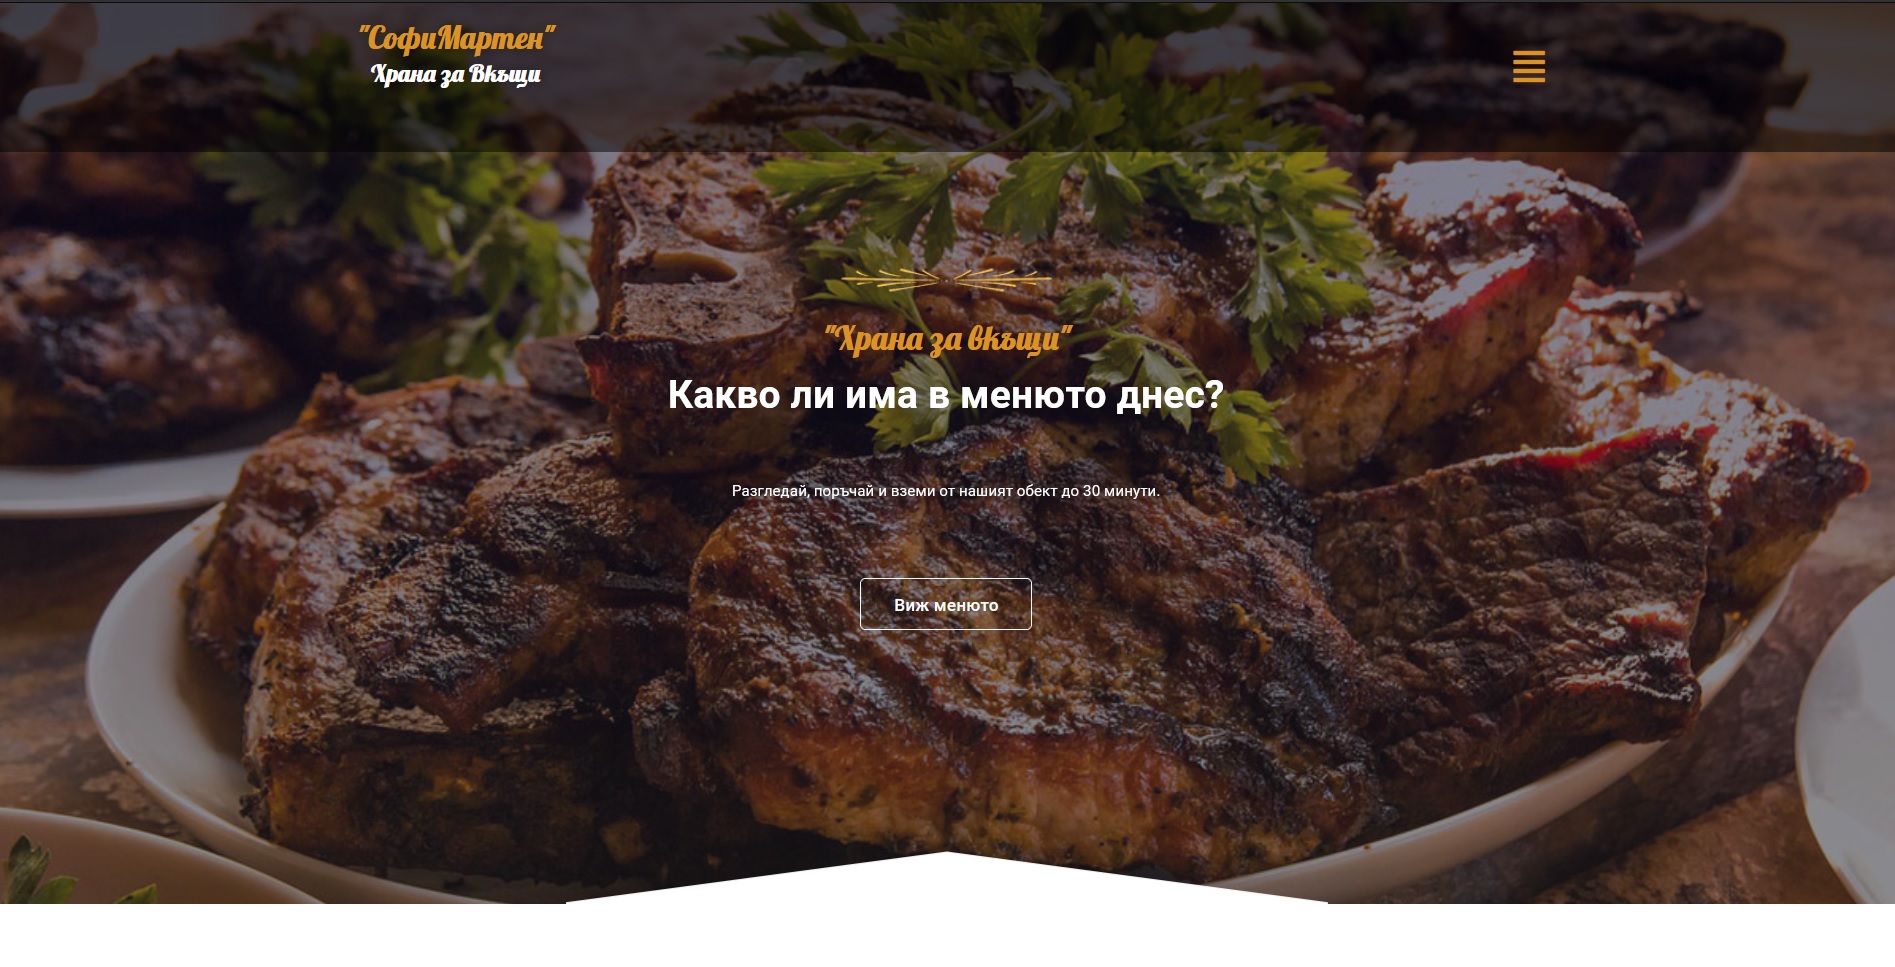 "СофиМартен"
Храна за Вкъщи
"Храна за вкъщи"
Какво ли има в менюто днес?
Разгледай, поръчай и вземи от нашият обект до 30 минути.
Виж менюто